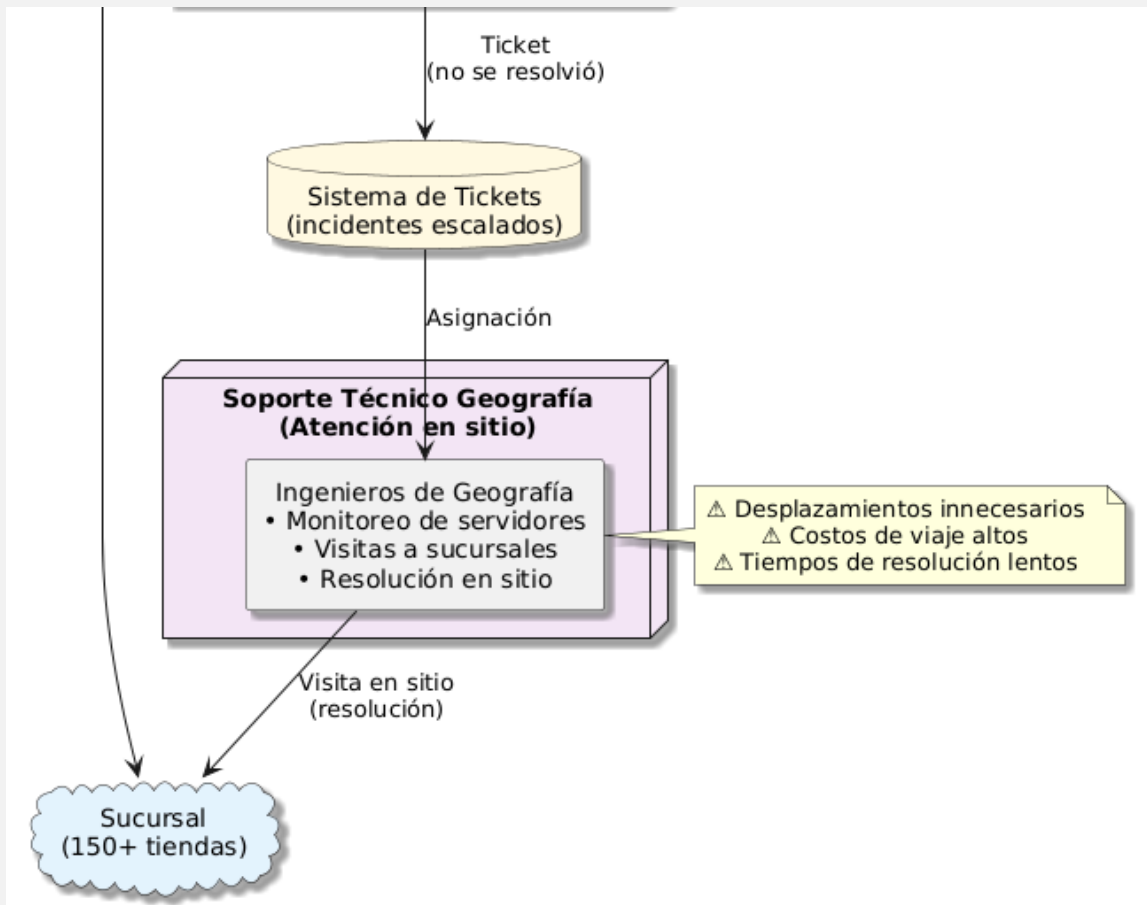 Ticket
(no se resolvió)
Sistema de Tickets
(incidentes escalados)
Asignación
Soporte Técnico Geografía
(Atención en sitio)
Ingenieros de Geografía
• Monitoreo de servidores
• Visitas a sucursales
• Resolución en sitio
⚠ Desplazamientos innecesarios
⚠ Costos de viaje altos
⚠ Tiempos de resolución lentos
Visita en sitio
(resolución)
Sucursal
(150+ tiendas)